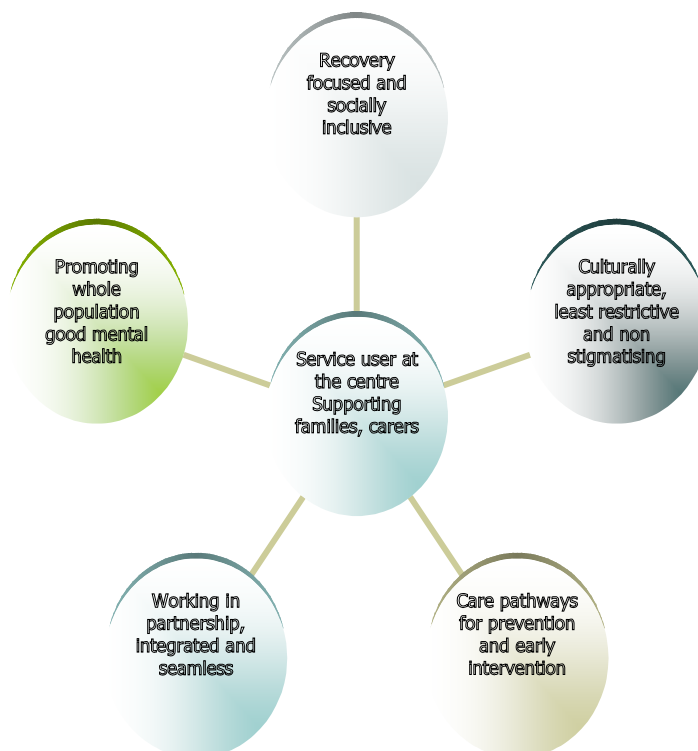 Recovery
focused and
socially
inclusive
Promoting
whole
population
good mental
health
Culturally
appropriate,
least restrictive
and non
stigmatising
Service user at
the centre
Supporting
families, carers
Working in
partnership,
integrated and
seamless
Care pathways
for prevention
and early
intervention